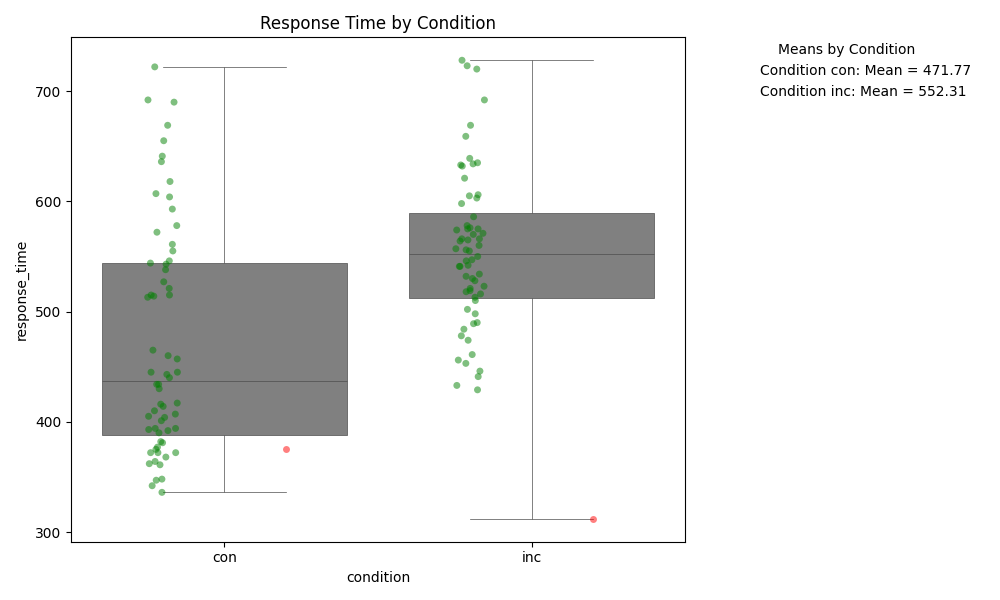 Response Time by Condition
Means by Condition
Condition con: Mean = 471.77
Condition inc: Mean = 552.31
response_time
700
600
500
400
300
con
inc
condition